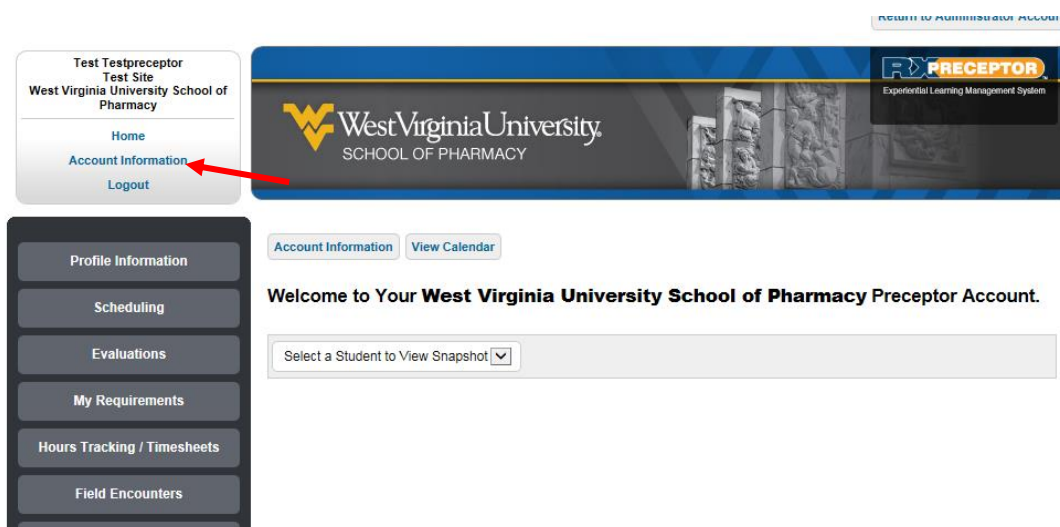 Return to Administrator Accoun
Test Testpreceptor
Test Site
West Virginia University School of
Pharmacy
Home
Account Information
Logout
West Virginia University.
SCHOOL OF PHARMACY
RXPRECEPTOR
Experiential Learning Management System
Profile Information
Scheduling
Evaluations
My Requirements
Hours Tracking / Timesheets
Field Encounters
Account Information
View Calendar
Welcome to Your West Virginia University School of Pharmacy Preceptor Account.
Select a Student to View Snapshot